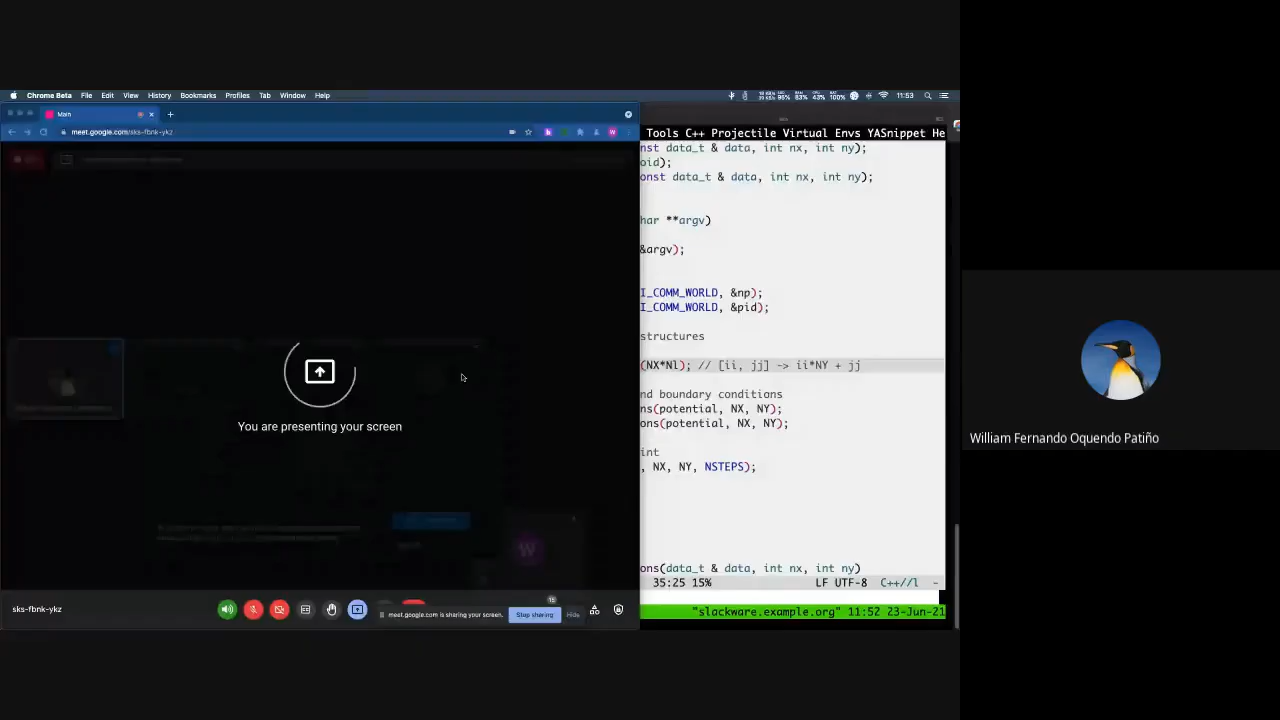 Chrome Beta File Edit View History Bookmarks Profiles Tab Window Help 11:53
Main
meet.google.com/sks-fbnk-ykz
Tools C++ Projectile Virtual Envs YASnippet He
nst data_t & data, int nx, int ny);
oid);
onst data_t & data, int nx, int ny);
har **argv)
&argv);
I_COMM_WORLD, &np);
I_COMM_WORLD, &pid);
structures
(NX*Nl); // [ii, jj] -> ii*NY + jj
nd boundary conditions
ns(potential, NX, NY);
ons(potential, NX, NY);
int
, NX, NY, NSTEPS);
ons(data_t & data, int nx, int ny)
35:25 15% LF UTF-8 C++//l -
"slackware.example.org" 11:52 23-Jun-21
You are presenting your screen
W
sks-fbnk-ykz
15
meet.google.com is sharing your screen.
Stop sharing
Hide
William Fernando Oquendo Patiño